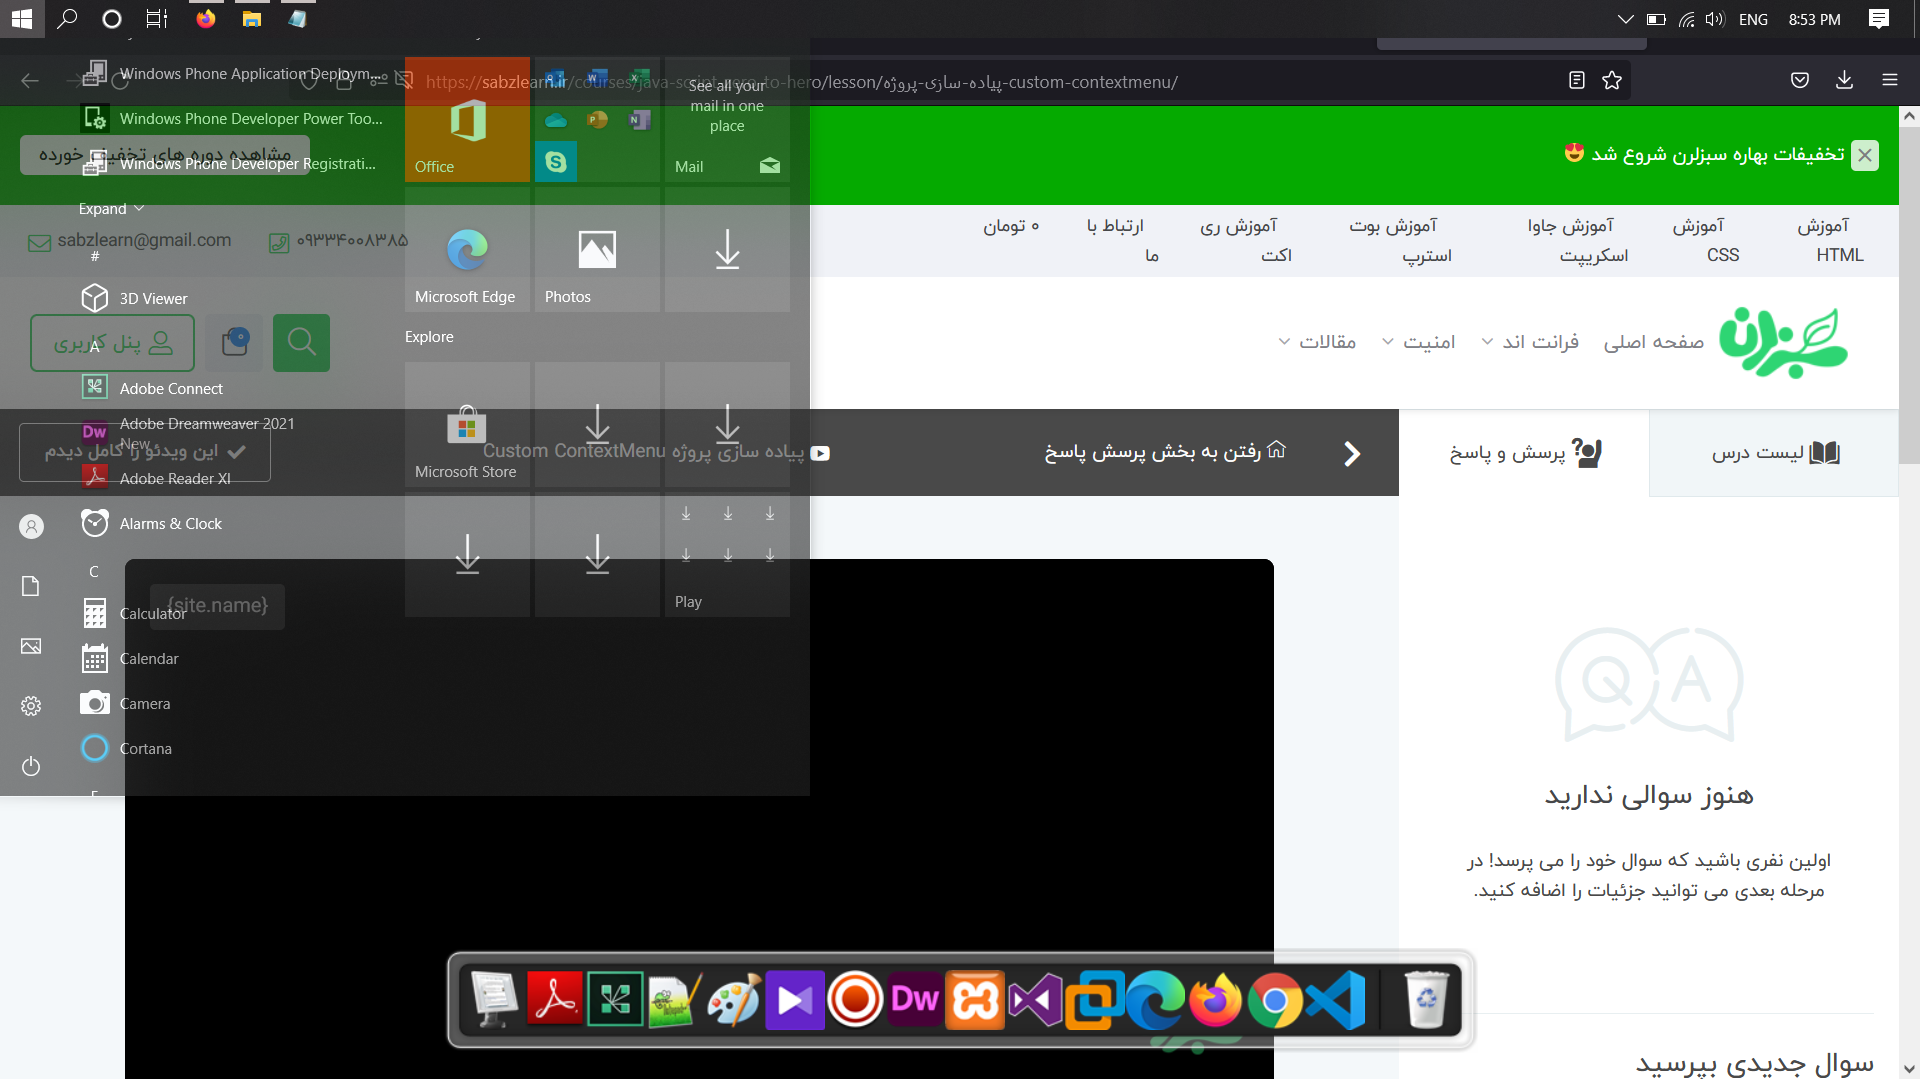 ENG
8:53 PM
https://sabzlearn.ir/courses/java-script-zero-to-hero/lesson/پیاده-سازی-پروژه-custom-contextmenu/
Windows Phone Application Deploym...
Windows Phone Developer Power Too...
Windows Phone Developer Registrati...
Expand
#
3D Viewer
A
Adobe Connect
Adobe Dreamweaver 2021
New
Adobe Reader XI
Alarms & Clock
C
Calculator
Calendar
Camera
Cortana
Office
See all your
mail in one
place
Mail
Microsoft Edge
Photos
Explore
Microsoft Store
Play
تخفیفات بهاره سبزلرن شروع شد
مشاهده دوره های تخفیف خورده
آموزش HTML
آموزش CSS
آموزش جاوا اسکریپت
آموزش بوت استرپ
آموزش ری اکت
ارتباط با ما
۰ تومان
۰۹۳۳۴۰۰۸۳۸۵
sabzlearn@gmail.com
سبزلرن
صفحه اصلی
فرانت اند
امنیت
مقالات
پنل کاربری
لیست درس
پرسش و پاسخ
رفتن به بخش پرسش پاسخ
پیاده سازی پروژه Custom ContextMenu
این ویدئو را کامل دیدم
{site.name}
Q A
هنوز سوالی ندارید
اولین نفری باشید که سوال خود را می پرسد! در
مرحله بعدی می توانید جزئیات را اضافه کنید.
سوال جدیدی بپرسید
Dw
Dw